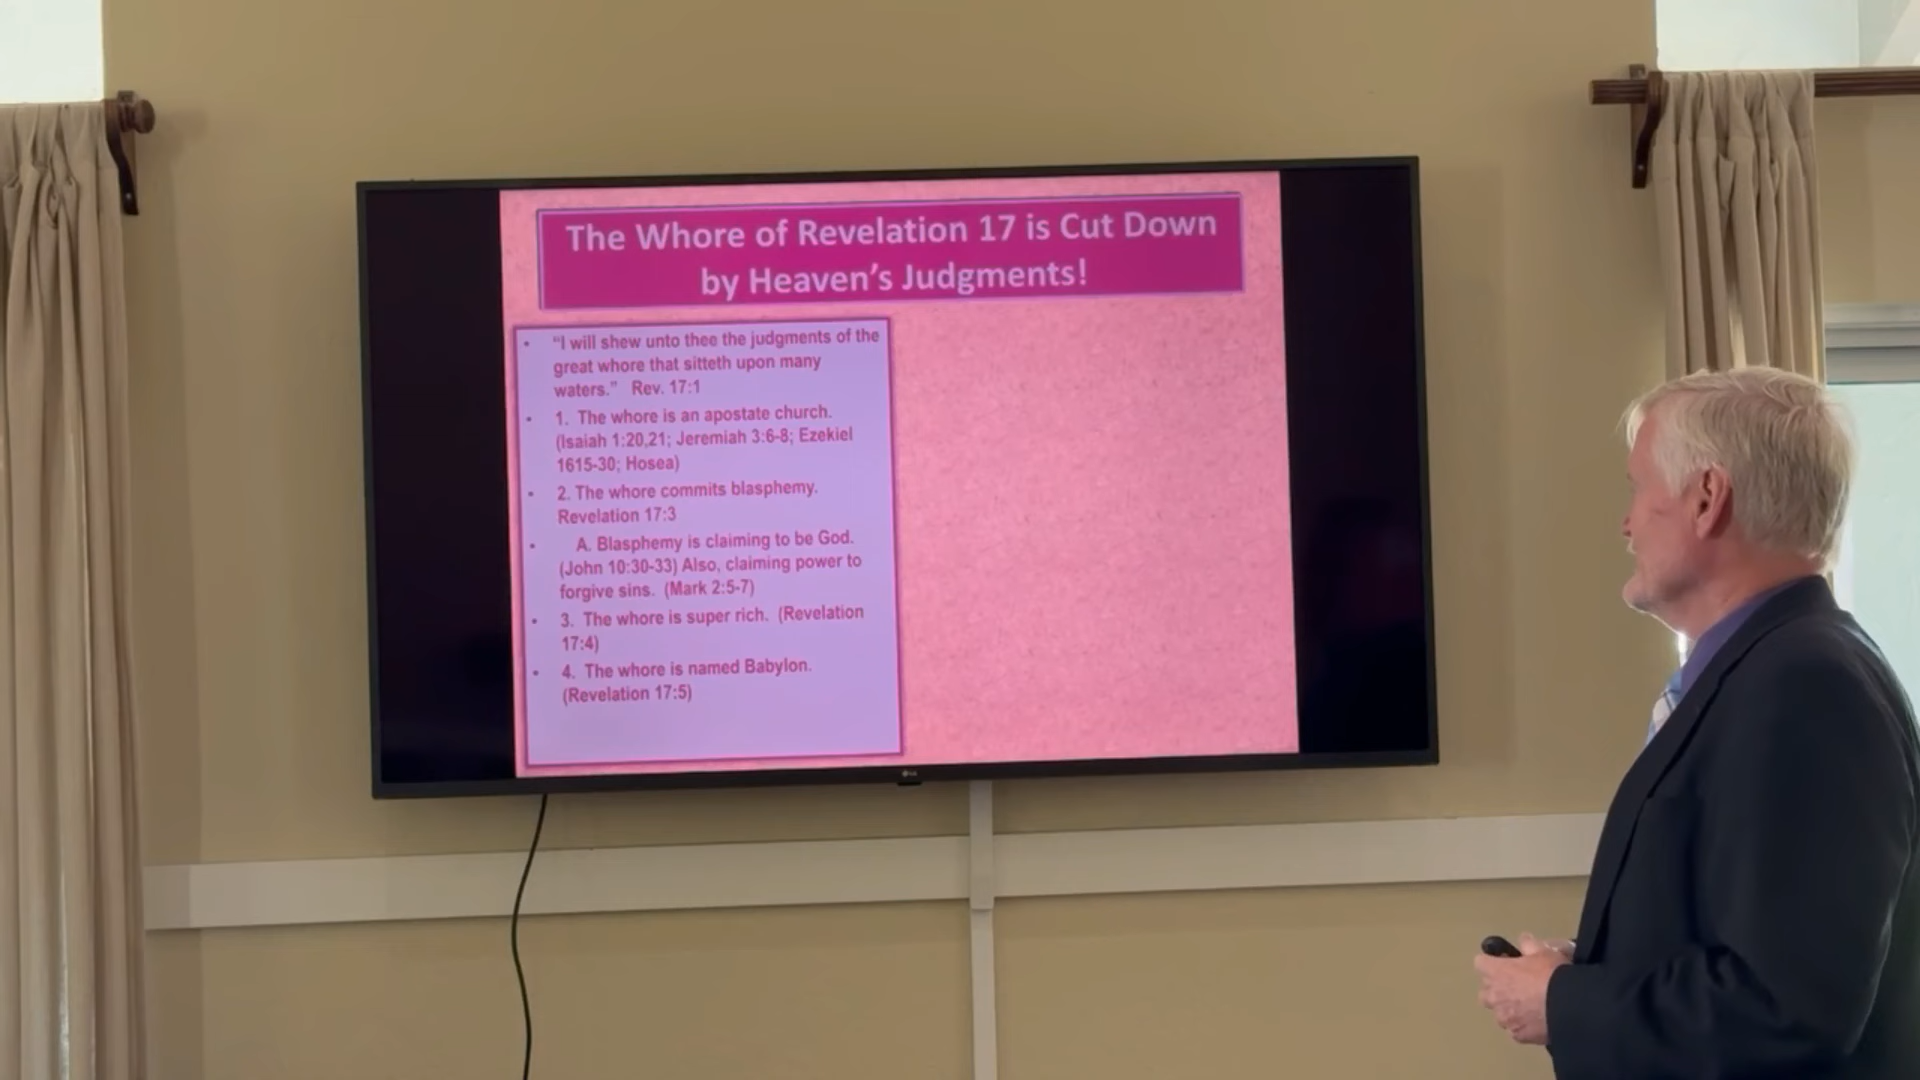 The Whore of Revelation 17 is Cut Down
by Heaven's Judgments!
• "I will shew unto thee the judgments of the
great whore that sitteth upon many
waters." Rev. 17:1
• 1. The whore is an apostate church.
(Isaiah 1:20,21; Jeremiah 3:6-8; Ezekiel
1615-30; Hosea)
• 2. The whore commits blasphemy.
Revelation 17:3
• A. Blasphemy is claiming to be God.
(John 10:30-33) Also, claiming power to
forgive sins. (Mark 2:5-7)
• 3. The whore is super rich. (Revelation
17:4)
• 4. The whore is named Babylon.
(Revelation 17:5)